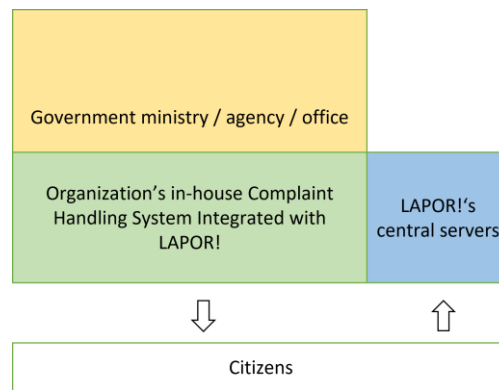 Government ministry / agency / office
Organization’s in-house Complaint
Handling System Integrated with
LAPOR!
LAPOR!‘s
central servers
Citizens